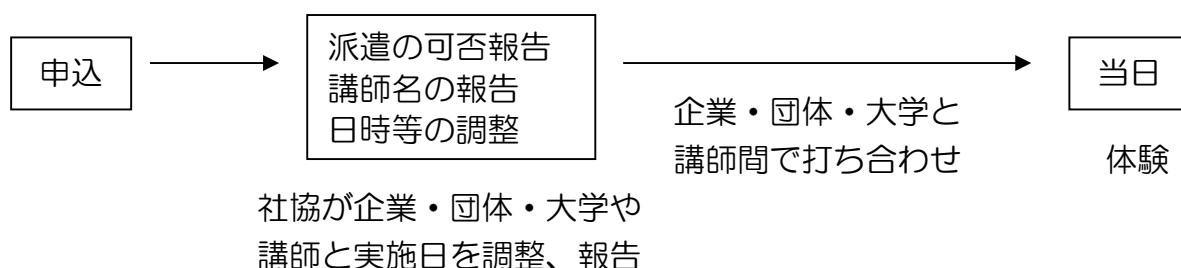 申込
派遣の可否報告
講師名の報告
日時等の調整
社協が企業・団体・大学や
講師と実施日を調整、報告
企業・団体・大学と
講師間で打ち合わせ
当日
体験